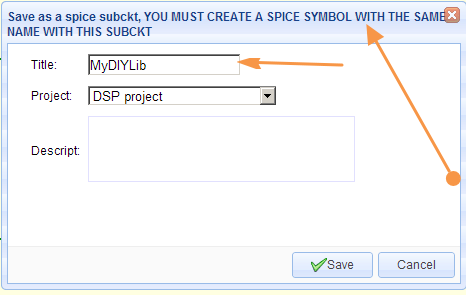 Save as a spice subckt, YOU MUST CREATE A SPICE SYMBOL WITH THE SAME
NAME WITH THIS SUBCKT
Title: MyDIYLib
Project: DSP project
Descript:
Save Cancel